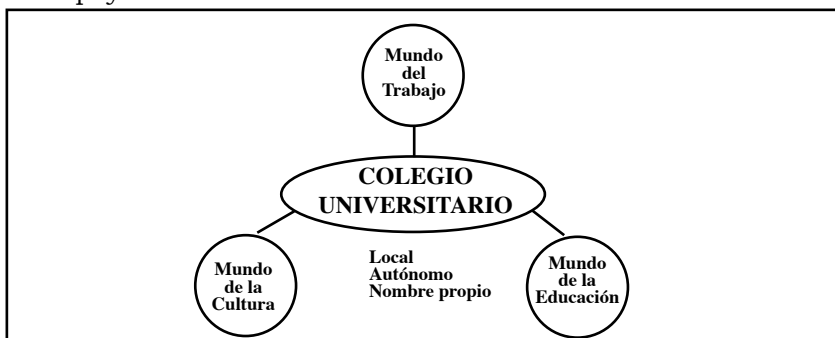 Mundo
del
Trabajo
COLEGIO
UNIVERSITARIO
Mundo
de la
Cultura
Local
Autónomo
Nombre propio
Mundo
de la
Educación